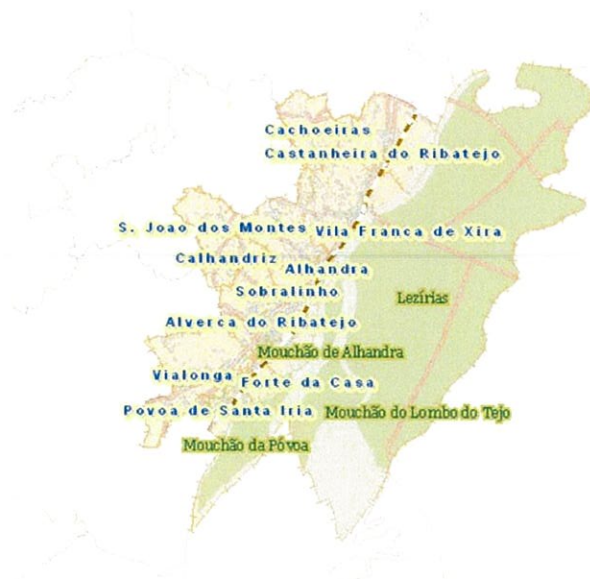 Cachoeiras
Castanheira do Ribatejo
S. Joao dos Montes
Vila Franca de Xira
Calhandriz
Alhandra
Sobralinho
Lezírias
Alverca do Ribatejo
Mouchão de Alhandra
Vialonga
Forte da Casa
Povoa de Santa Iria
Mouchão do Lombo do Tejo
Mouchão da Póvoa